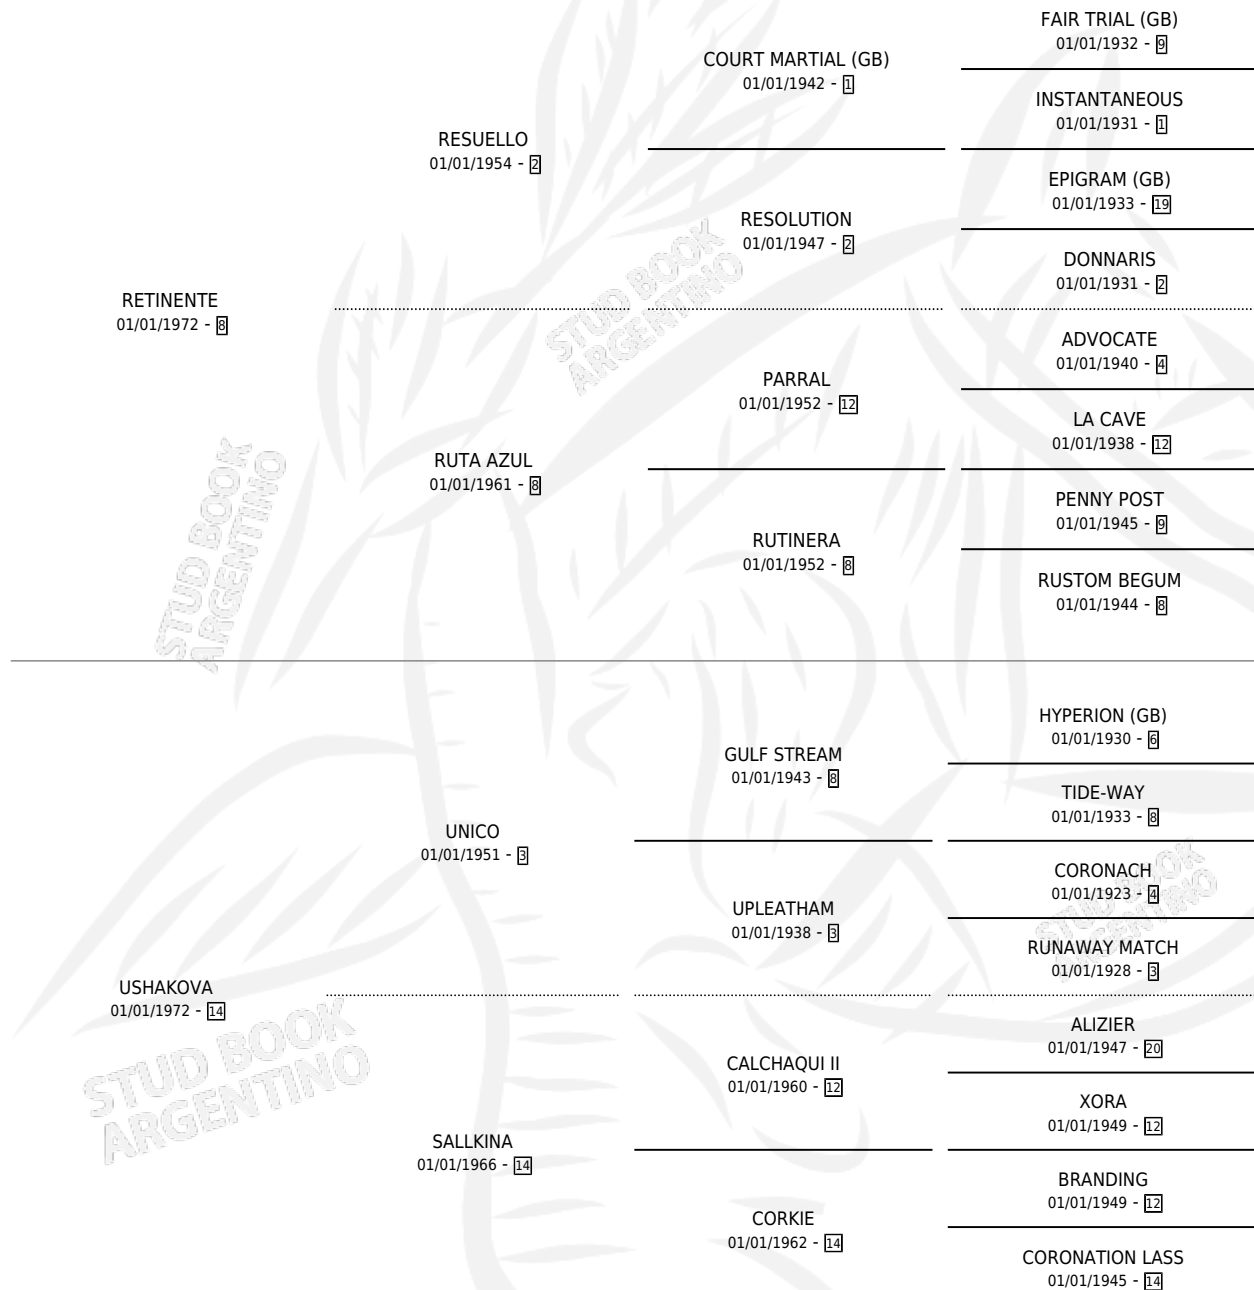 FAIR TRIAL (GB)
01/01/1932 - 9
COURT MARTIAL (GB)
01/01/1942 - 1
INSTANTANEOUS
01/01/1931 - 1
RESUELLO
01/01/1954 - 2
EPIGRAM (GB)
01/01/1933 - 19
RESOLUTION
01/01/1947 - 2
DONNARIS
01/01/1931 - 2
RETINENTE
01/01/1972 - 8
ADVOCATE
01/01/1940 - 4
PARRAL
01/01/1952 - 12
LA CAVE
01/01/1938 - 12
RUTA AZUL
01/01/1961 - 8
PENNY POST
01/01/1945 - 9
RUTINERA
01/01/1952 - 8
RUSTOM BEGUM
01/01/1944 - 8
HYPERION (GB)
01/01/1930 - 6
GULF STREAM
01/01/1943 - 8
TIDE-WAY
01/01/1933 - 8
UNICO
01/01/1951 - 3
CORONACH
01/01/1923 - 4
UPLEATHAM
01/01/1938 - 3
RUNAWAY MATCH
01/01/1928 - 3
USHAKOVA
01/01/1972 - 14
ALIZIER
01/01/1947 - 20
CALCHAQUI II
01/01/1960 - 12
XORA
01/01/1949 - 12
SALLKINA
01/01/1966 - 14
BRANDING
01/01/1949 - 12
CORKIE
01/01/1962 - 14
CORONATION LASS
01/01/1945 - 14
STUD BOOK
ARGENTINO
STUD BOOK
ARGENTINO
STUD BOOK
ARGENTINO
STUD BOOK
ARGENTINO